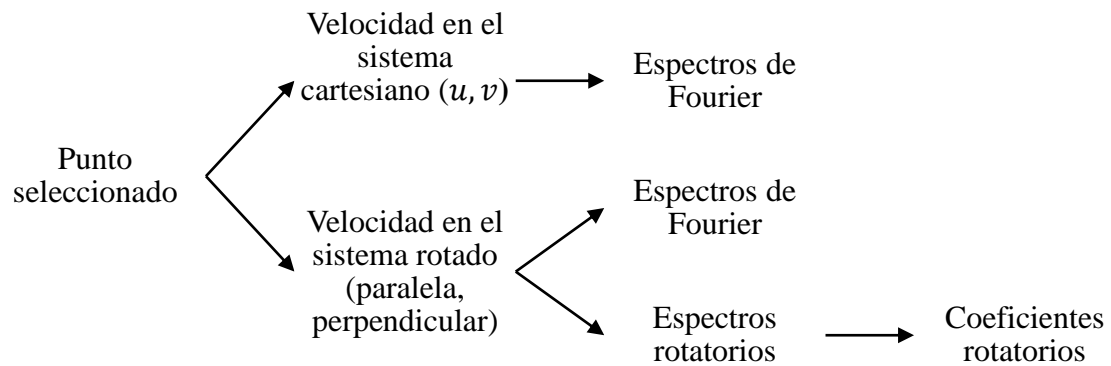 Velocidad en el
sistema
cartesiano (u, v)
Espectros de
Fourier
Punto
seleccionado
Velocidad en el
sistema rotado
(paralela,
perpendicular)
Espectros de
Fourier
Espectros
rotatorios
Coeficientes
rotatorios